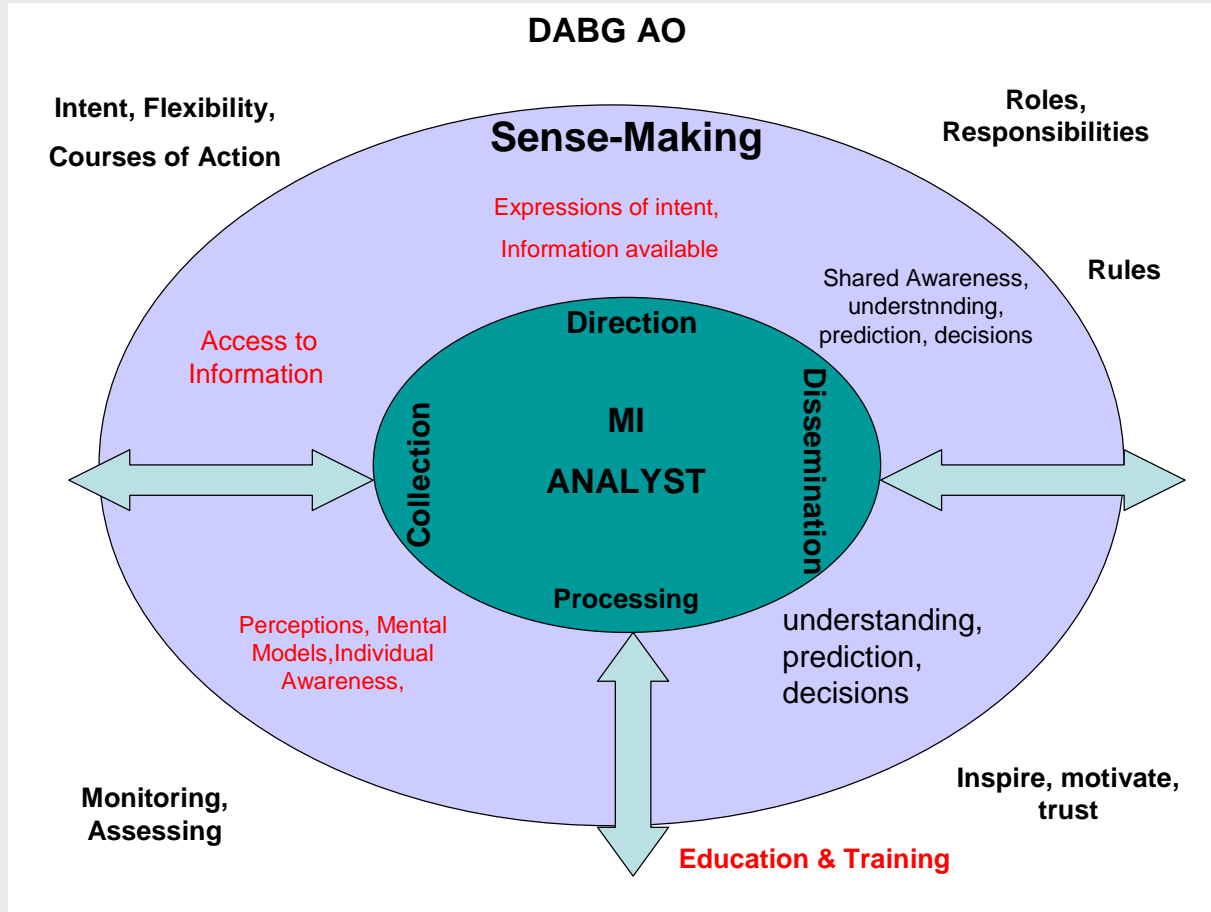 DABG AO
Intent, Flexibility,
Courses of Action
Roles,
Responsibilities
Sense-Making
Expressions of intent,
Information available
Rules
Shared Awareness,
understnnding,
prediction, decisions
Access to
Information
Direction
Collection
MI
ANALYST
Dissemination
Processing
Perceptions, Mental
Models,Individual
Awareness,
understanding,
prediction,
decisions
Monitoring,
Assessing
Inspire, motivate,
trust
Education & Training